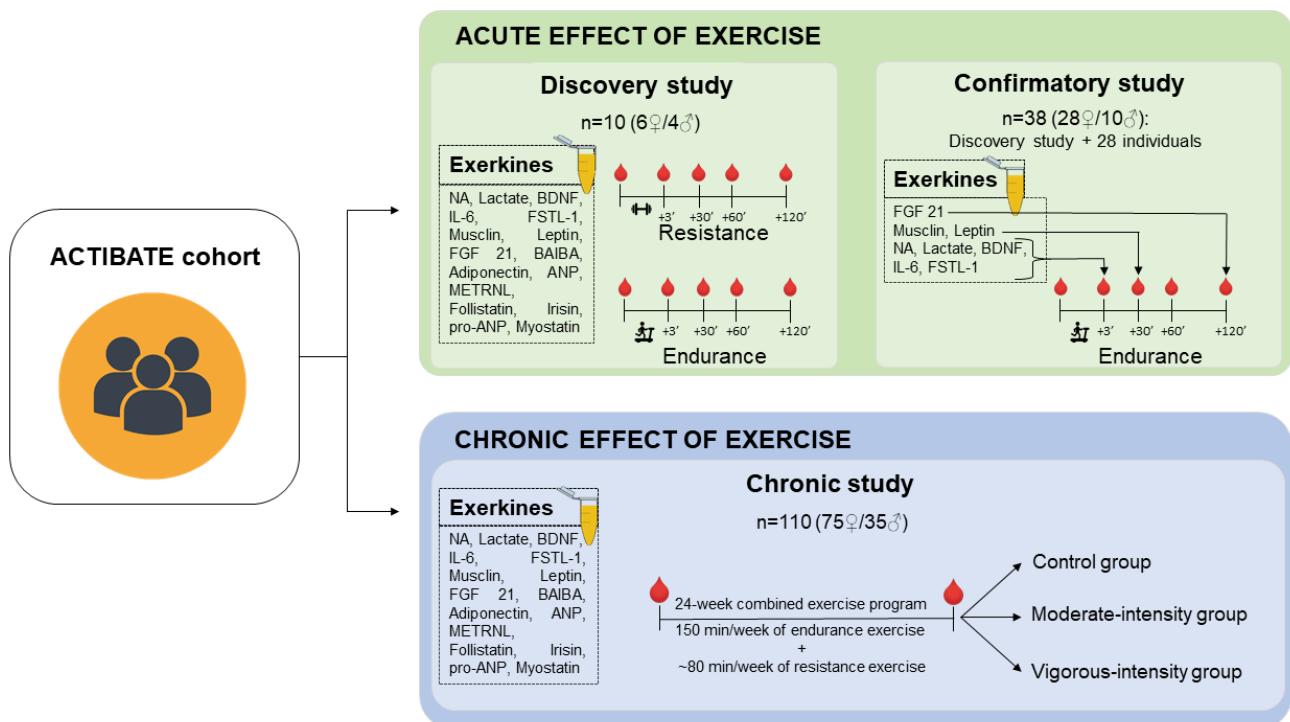 ACTIBATE cohort
ACUTE EFFECT OF EXERCISE
Discovery study
n=10 (6♀/4♂)
Exerkines
NA, Lactate, BDNF,
IL-6, FSTL-1,
Musclin, Leptin,
FGF 21, BAIBA,
Adiponectin, ANP,
METRNL,
Follistatin, Irisin,
pro-ANP, Myostatin
+3′ +30′ +60′ +120′
Resistance
+3′ +30′ +60′ +120′
Endurance
Confirmatory study
n=38 (28♀/10♂):
Discovery study + 28 individuals
Exerkines
FGF 21
Musclin, Leptin
NA, Lactate, BDNF,
IL-6, FSTL-1
+3′ +30′ +60′ +120′
Endurance
CHRONIC EFFECT OF EXERCISE
Chronic study
n=110 (75♀/35♂)
Exerkines
NA, Lactate, BDNF,
IL-6, FSTL-1,
Musclin, Leptin,
FGF 21, BAIBA,
Adiponectin, ANP,
METRNL,
Follistatin, Irisin,
pro-ANP, Myostatin
24-week combined exercise program
150 min/week of endurance exercise
+
~80 min/week of resistance exercise
Control group
Moderate-intensity group
Vigorous-intensity group